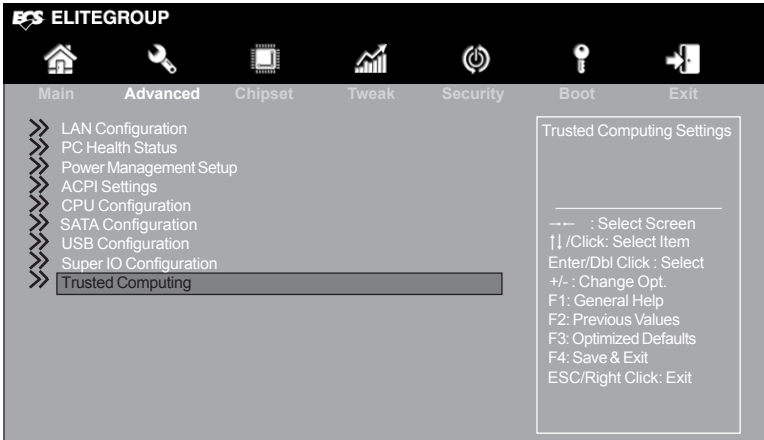 ECS ELITEGROUP
Main Advanced Chipset Tweak Security Boot Exit
LAN Configuration
PC Health Status
Power Management Setup
ACPI Settings
CPU Configuration
SATA Configuration
USB Configuration
Super IO Configuration
Trusted Computing
Trusted Computing Settings
→← : Select Screen
↑↓/Click: Select Item
Enter/Dbl Click : Select
+/- : Change Opt.
F1: General Help
F2: Previous Values
F3: Optimized Defaults
F4: Save & Exit
ESC/Right Click: Exit